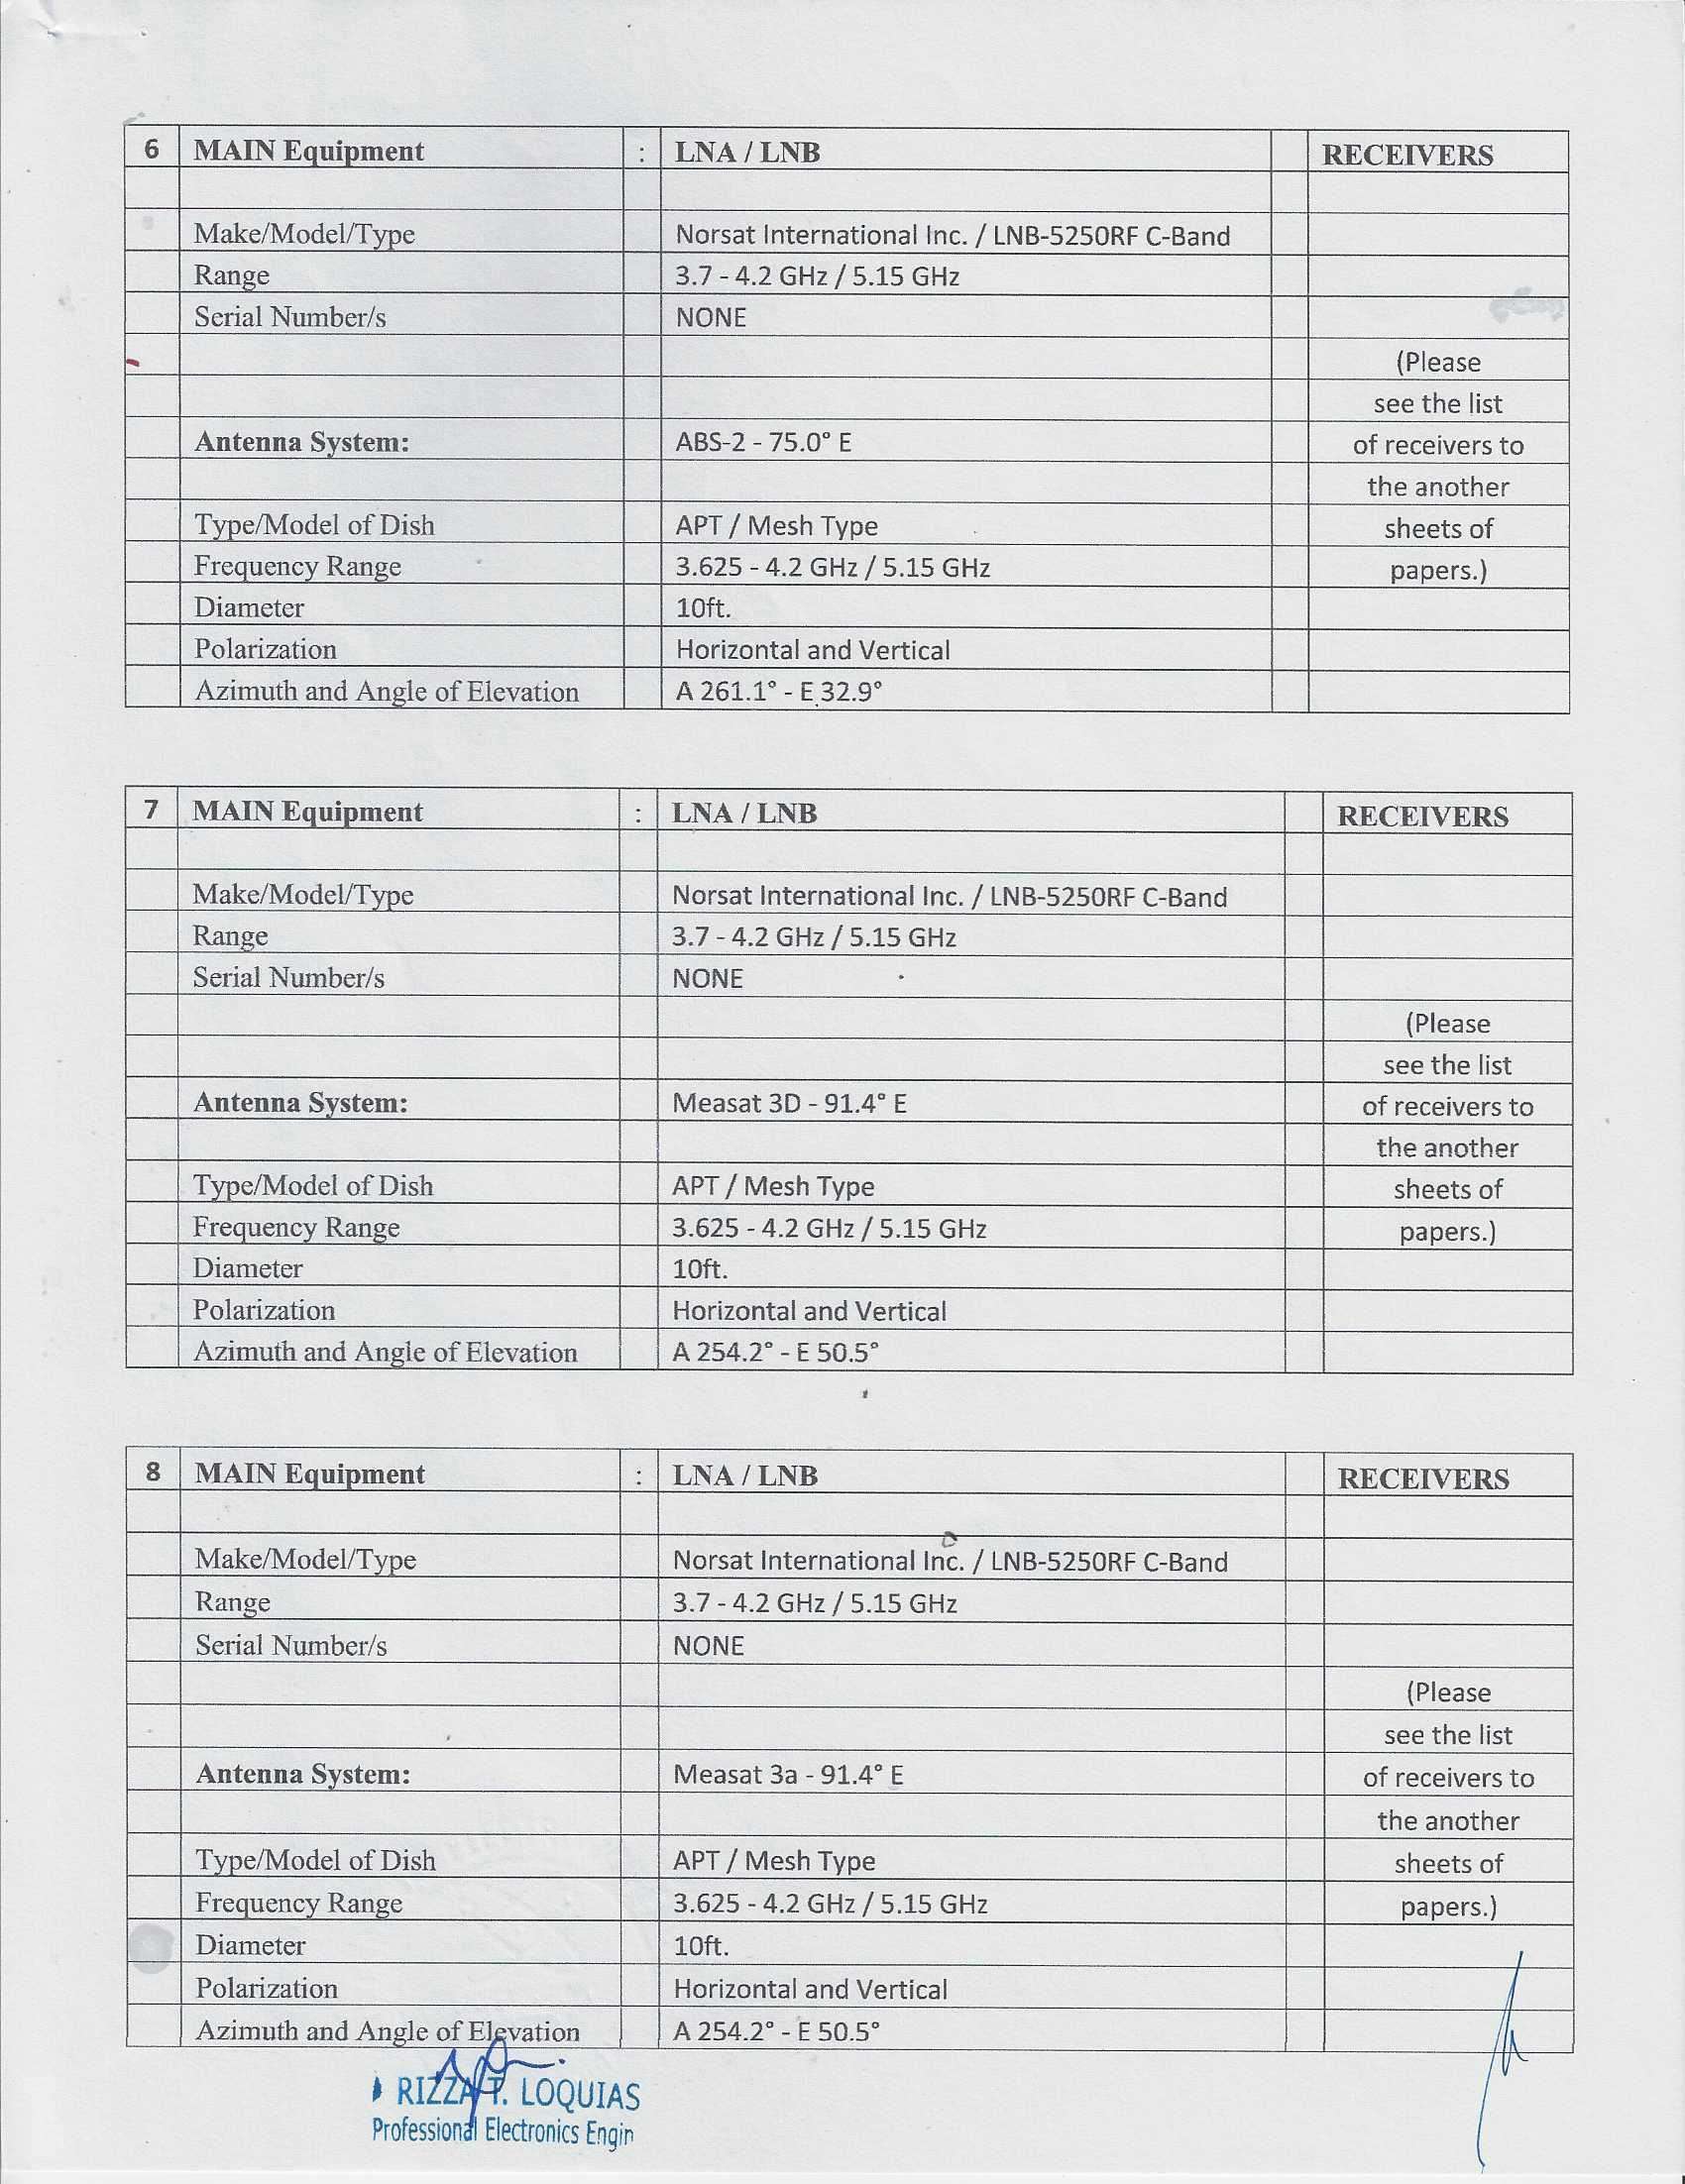 6 MAIN Equipment : LNA / LNB RECEIVERS
Make/Model/Type Norsat International Inc. / LNB-5250RF C-Band
Range 3.7 - 4.2 GHz / 5.15 GHz
Serial Number/s NONE
(Please
see the list
Antenna System: ABS-2 - 75.0° E of receivers to
the another
Type/Model of Dish APT / Mesh Type sheets of
Frequency Range 3.625 - 4.2 GHz / 5.15 GHz papers.)
Diameter 10ft.
Polarization Horizontal and Vertical
Azimuth and Angle of Elevation A 261.1° - E 32.9°
7 MAIN Equipment : LNA / LNB RECEIVERS
Make/Model/Type Norsat International Inc. / LNB-5250RF C-Band
Range 3.7 - 4.2 GHz / 5.15 GHz
Serial Number/s NONE
(Please
see the list
Antenna System: Measat 3D - 91.4° E of receivers to
the another
Type/Model of Dish APT / Mesh Type sheets of
Frequency Range 3.625 - 4.2 GHz / 5.15 GHz papers.)
Diameter 10ft.
Polarization Horizontal and Vertical
Azimuth and Angle of Elevation A 254.2° - E 50.5°
8 MAIN Equipment : LNA / LNB RECEIVERS
Make/Model/Type Norsat International Inc. / LNB-5250RF C-Band
Range 3.7 - 4.2 GHz / 5.15 GHz
Serial Number/s NONE
(Please
see the list
Antenna System: Measat 3a - 91.4° E of receivers to
the another
Type/Model of Dish APT / Mesh Type sheets of
Frequency Range 3.625 - 4.2 GHz / 5.15 GHz papers.)
Diameter 10ft.
Polarization Horizontal and Vertical
Azimuth and Angle of Elevation A 254.2° - E 50.5°
RIZZA T. LOQUIAS
Professional Electronics Engin